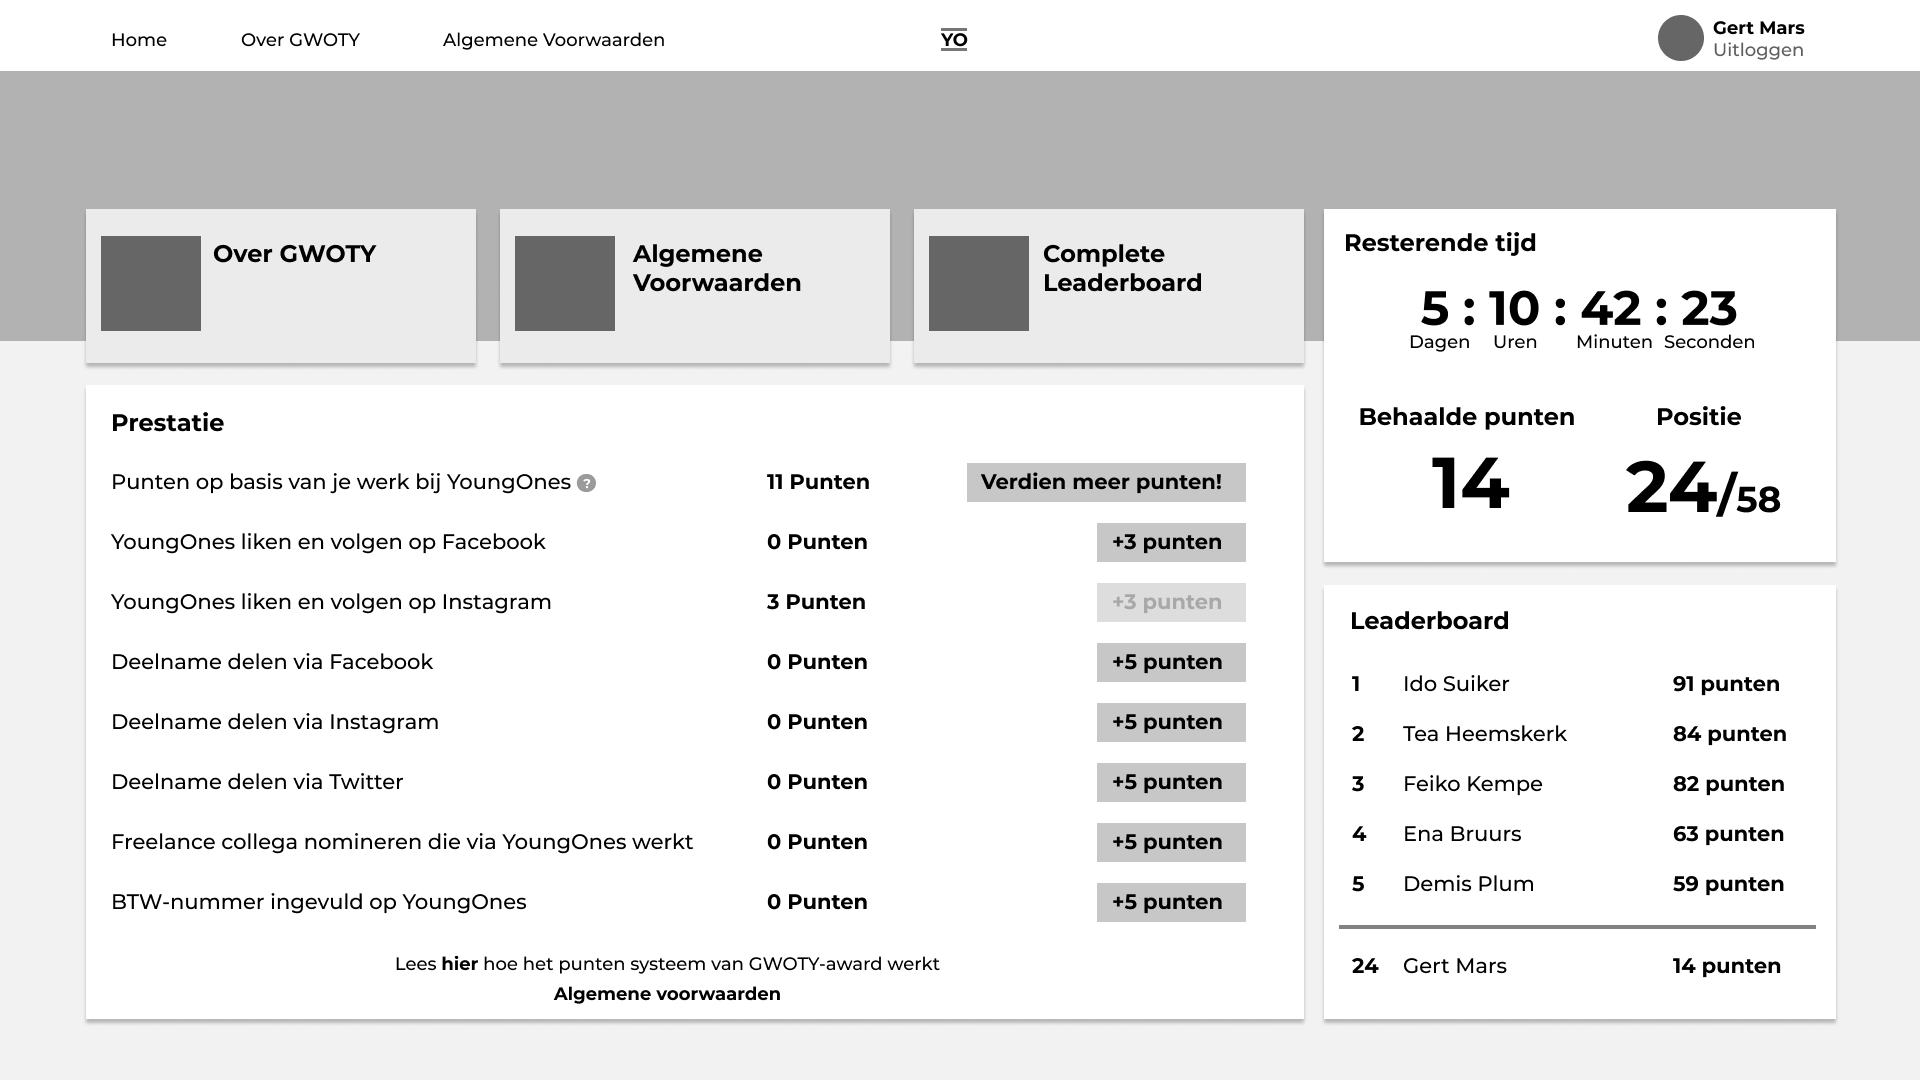 Home Over GWOTY Algemene Voorwaarden YO Gert Mars
Uitloggen
Over GWOTY
Algemene
Voorwaarden
Complete
Leaderboard
Resterende tijd
5 : 10 : 42 : 23
Dagen Uren Minuten Seconden
Behaalde punten Positie
14 24/58
Prestatie
Punten op basis van je werk bij YoungOnes ? 11 Punten Verdien meer punten!
YoungOnes liken en volgen op Facebook 0 Punten +3 punten
YoungOnes liken en volgen op Instagram 3 Punten +3 punten
Deelname delen via Facebook 0 Punten +5 punten
Deelname delen via Instagram 0 Punten +5 punten
Deelname delen via Twitter 0 Punten +5 punten
Freelance collega nomineren die via YoungOnes werkt 0 Punten +5 punten
BTW-nummer ingevuld op YoungOnes 0 Punten +5 punten
Lees hier hoe het punten systeem van GWOTY-award werkt
Algemene voorwaarden
Leaderboard
1 Ido Suiker 91 punten
2 Tea Heemskerk 84 punten
3 Feiko Kempe 82 punten
4 Ena Bruurs 63 punten
5 Demis Plum 59 punten
24 Gert Mars 14 punten